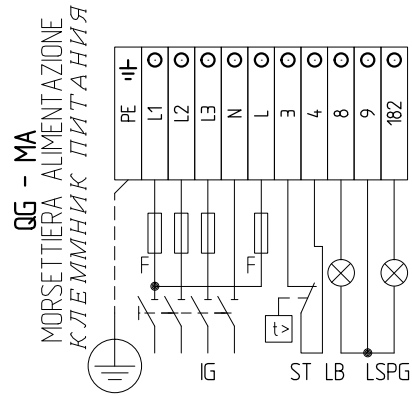 QG - MA
MORSETTIERA ALIMENTAZIONE
КЛЕММНИК ПИТАНИЯ
PE L1 L2 L3 N L 3 4 8 9 182
F F
t>
IG ST LB LSPG